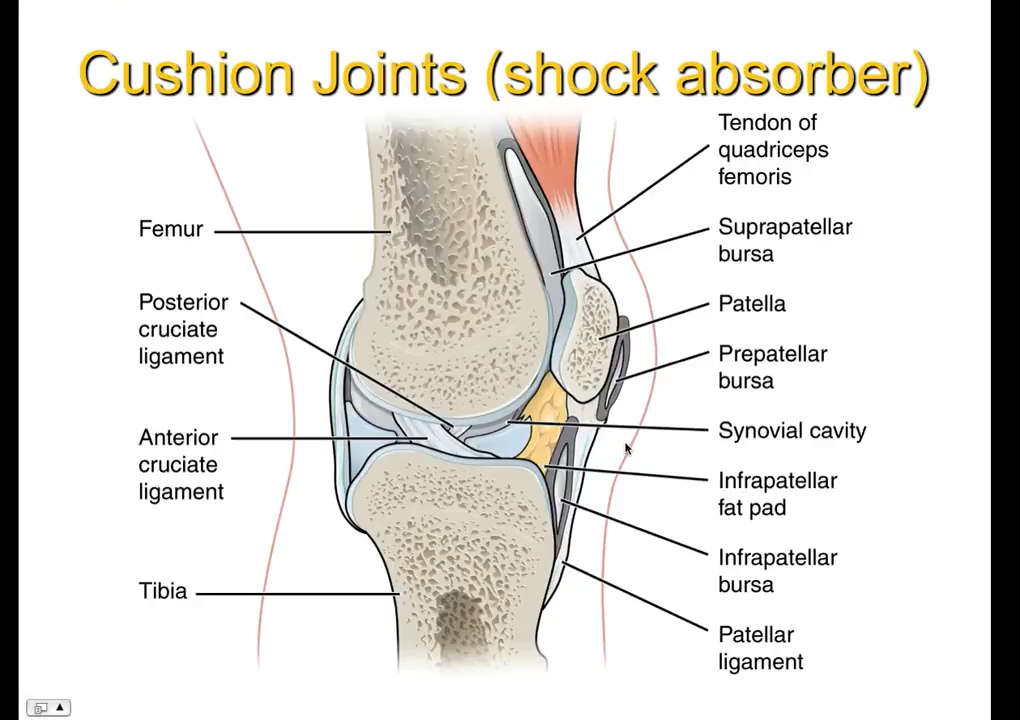 Cushion Joints (shock absorber)
Femur
Posterior
cruciate
ligament
Anterior
cruciate
ligament
Tibia
Tendon of
quadriceps
femoris
Suprapatellar
bursa
Patella
Prepatellar
bursa
Synovial cavity
Infrapatellar
fat pad
Infrapatellar
bursa
Patellar
ligament